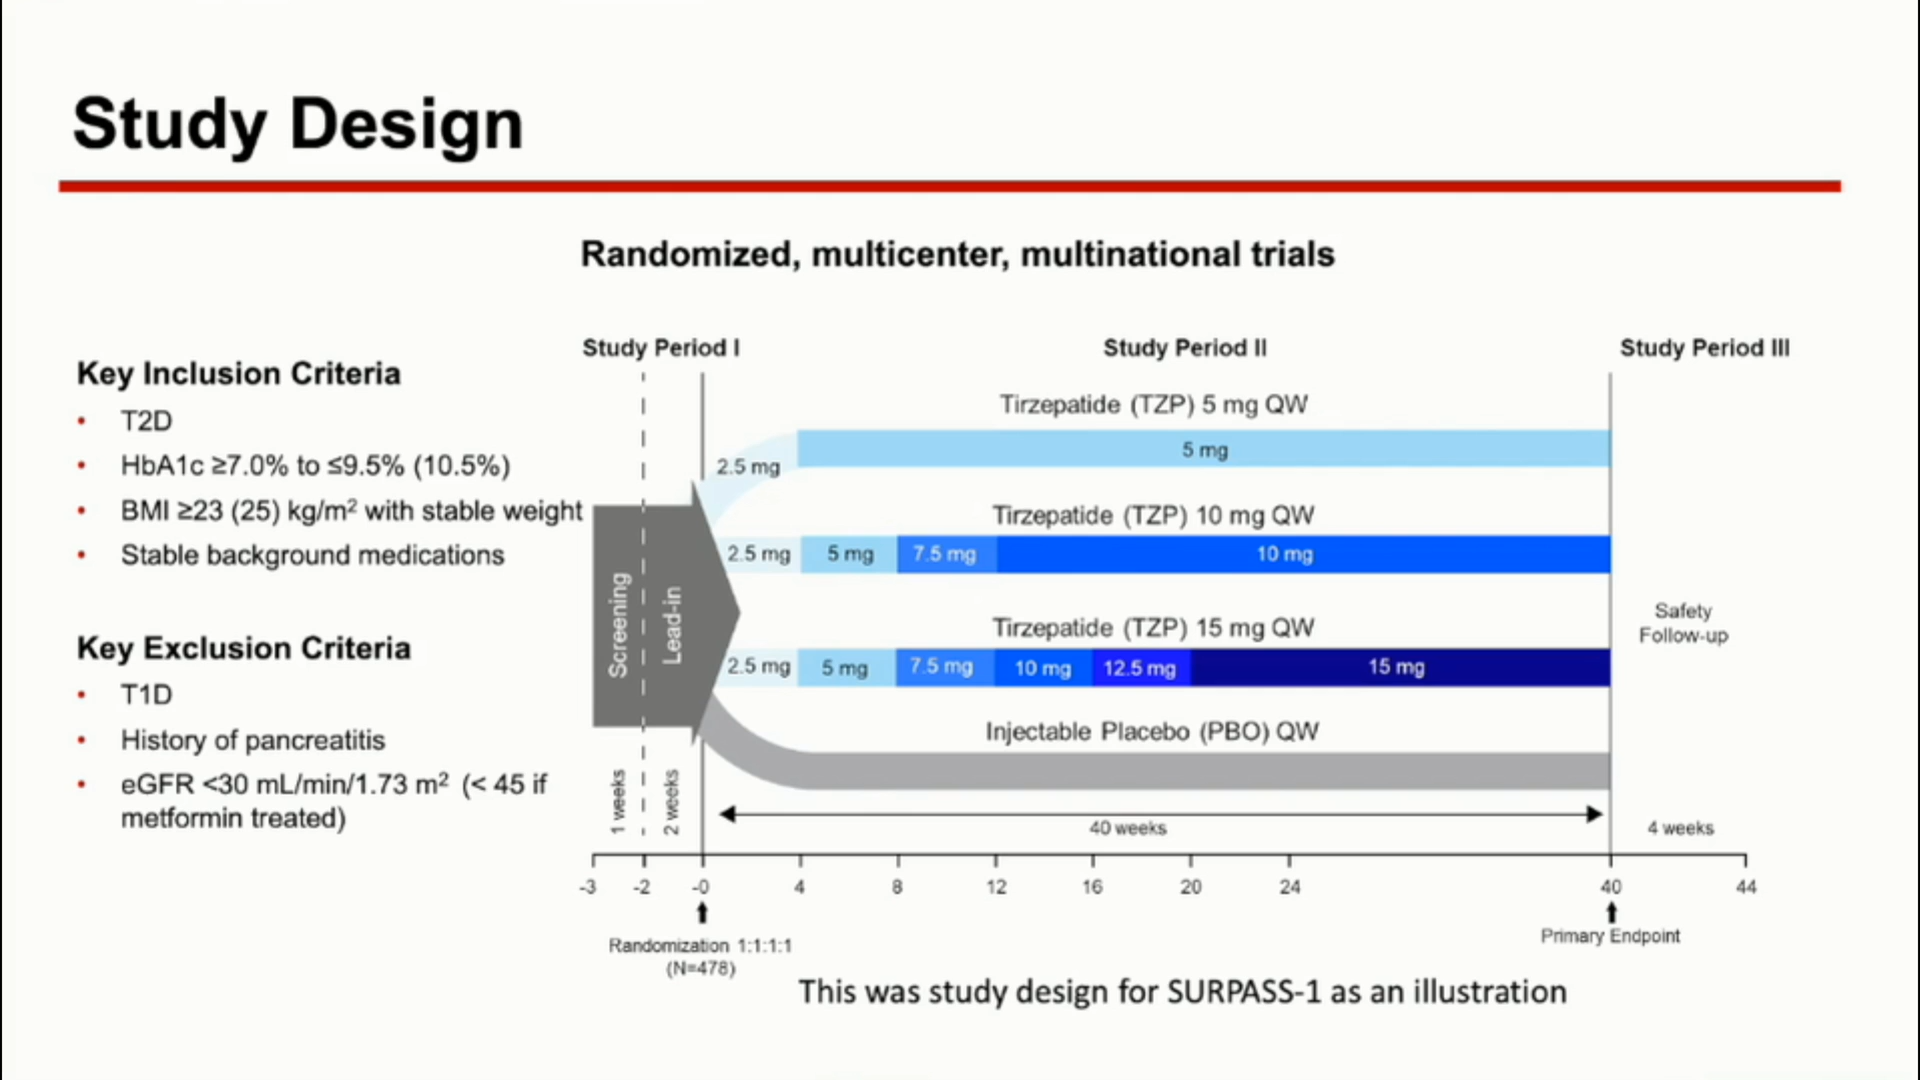 Study Design
Randomized, multicenter, multinational trials
Key Inclusion Criteria
• T2D
• HbA1c ≥7.0% to ≤9.5% (10.5%)
• BMI ≥23 (25) kg/m² with stable weight
• Stable background medications
Key Exclusion Criteria
• T1D
• History of pancreatitis
• eGFR <30 mL/min/1.73 m² (< 45 if
metformin treated)
Study Period I
Study Period II
Study Period III
Tirzepatide (TZP) 5 mg QW
2.5 mg
5 mg
Tirzepatide (TZP) 10 mg QW
2.5 mg 5 mg 7.5 mg 10 mg
Tirzepatide (TZP) 15 mg QW
2.5 mg 5 mg 7.5 mg 10 mg 12.5 mg 15 mg
Injectable Placebo (PBO) QW
Screening
Lead-in
Safety
Follow-up
1 weeks
2 weeks
40 weeks
4 weeks
-3 -2 -0 4 8 12 16 20 24 40 44
Randomization 1:1:1:1
(N=478)
Primary Endpoint
This was study design for SURPASS-1 as an illustration